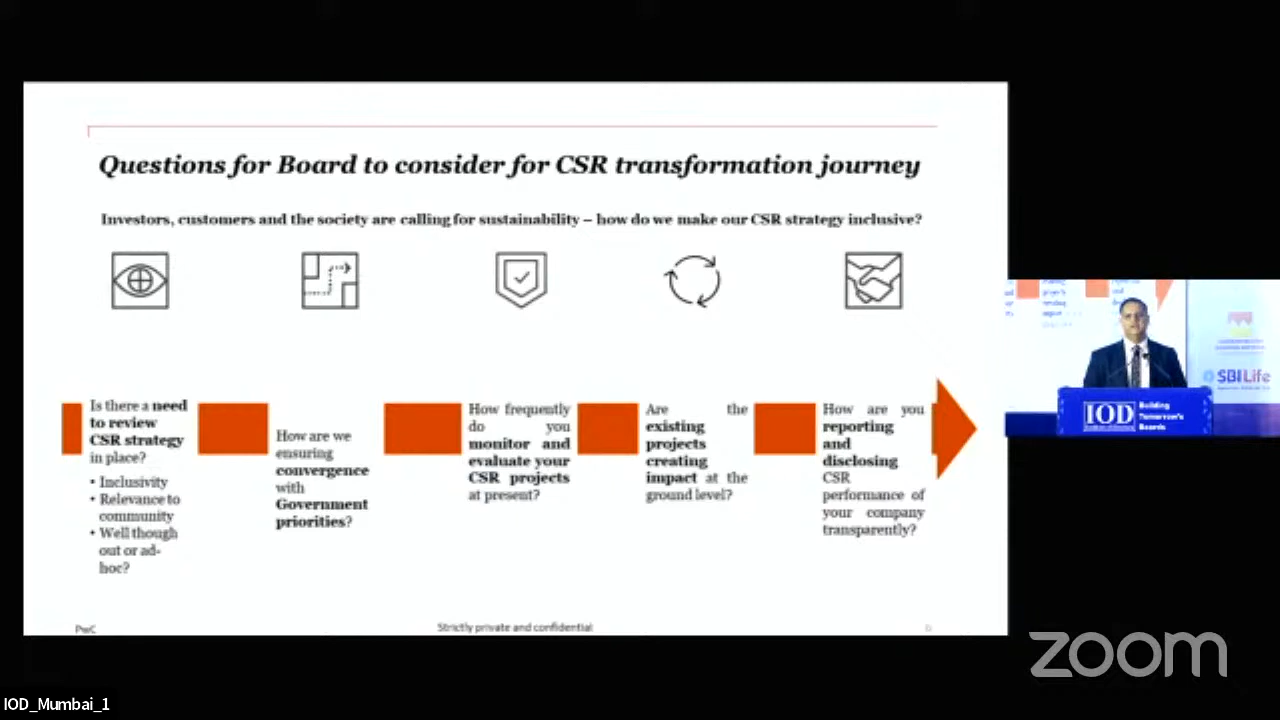 Questions for Board to consider for CSR transformation journey
Investors, customers and the society are calling for sustainability – how do we make our CSR strategy inclusive?
Is there a need
to review
CSR strategy
in place?
• Inclusivity
• Relevance to
community
• Well though
out or ad-
hoc?
How are we
ensuring
convergence
with
Government
priorities?
How frequently
do you
monitor and
evaluate your
CSR projects
at present?
Are the
existing
projects
creating
impact at the
ground level?
How are you
reporting
and
disclosing
CSR
performance of
your company
transparently?
PwC
Strictly private and confidential
SBI Life
IOD
Building
Tomorrow's
Boards
zoom
IOD_Mumbai_1